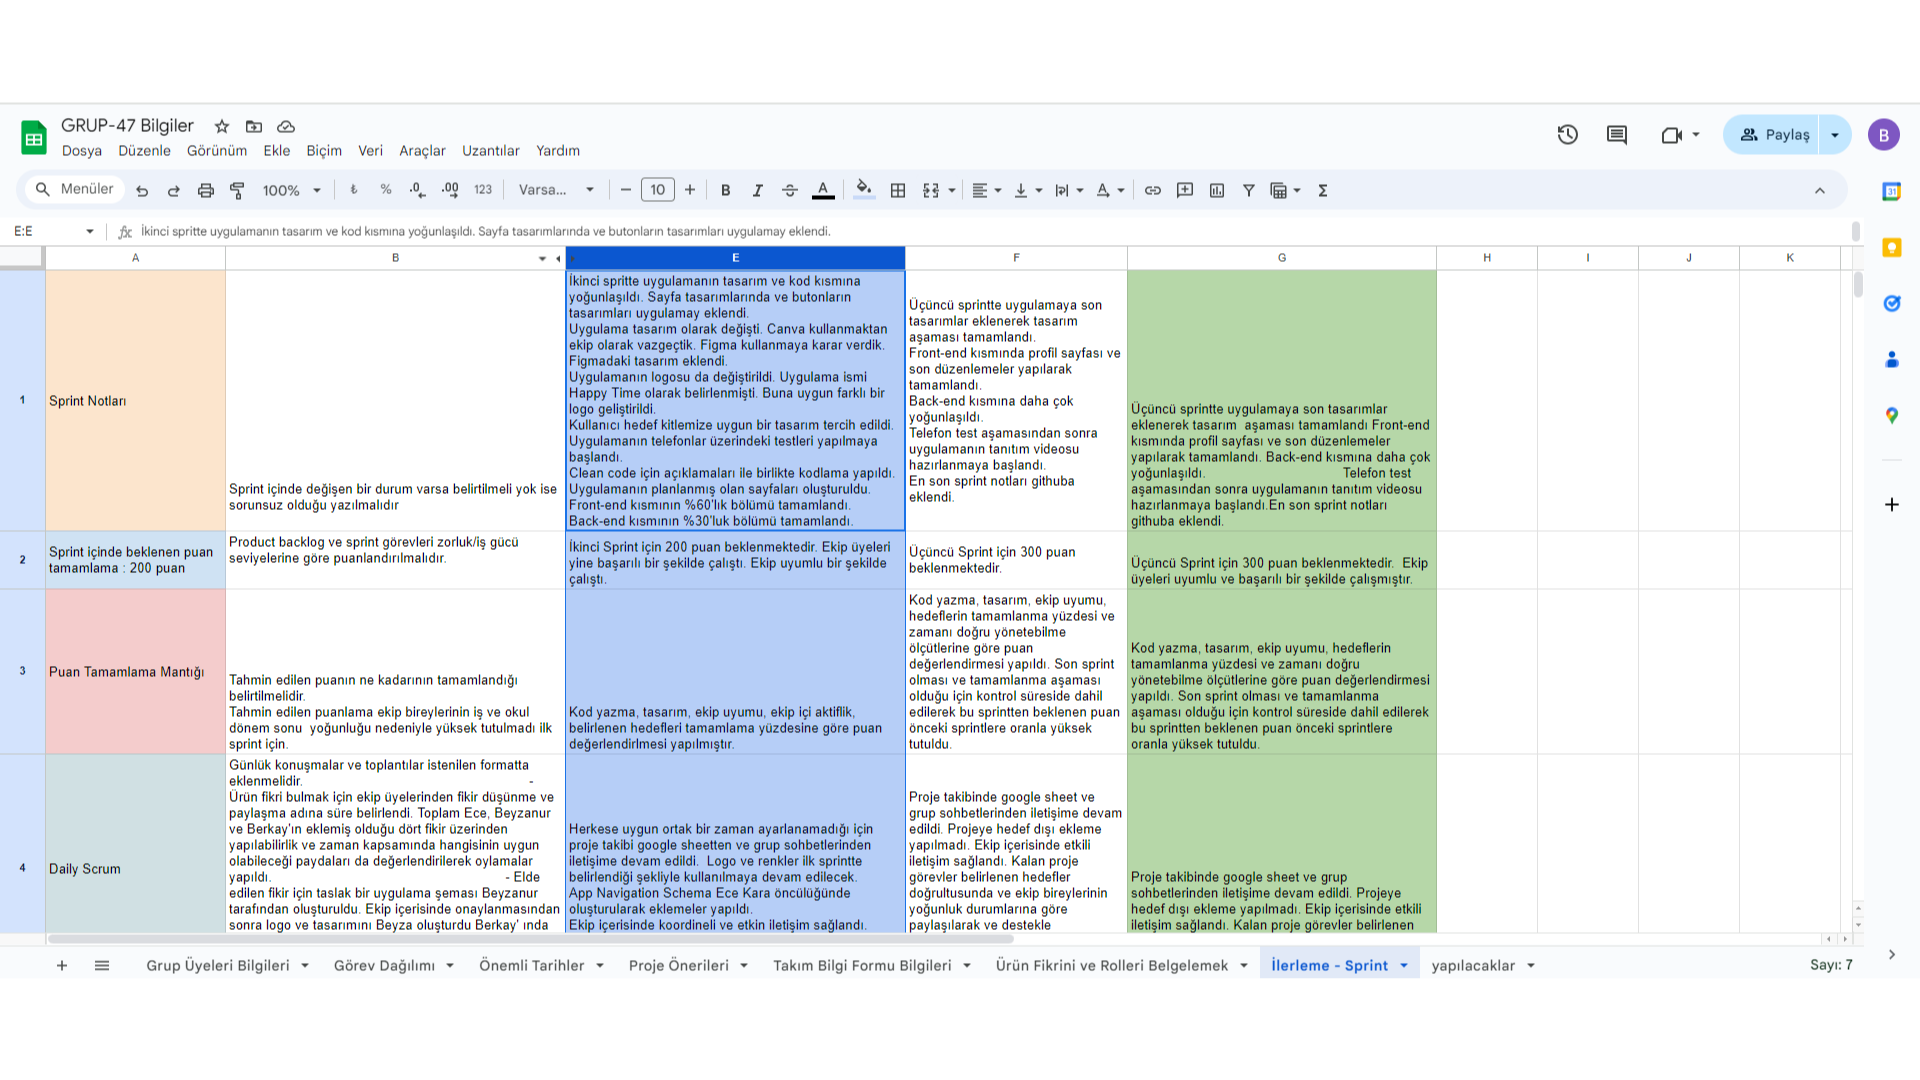 GRUP-47 Bilgiler
Dosya Düzenle Görünüm Ekle Biçim Veri Araçlar Uzantılar Yardım
Paylaş
B
Menüler
100%
₺ % .0 .00 123
Varsa...
10
B I A
Σ
31
E:E
fx İkinci spritte uygulamanın tasarım ve kod kısmına yoğunlaşıldı. Sayfa tasarımlarında ve butonların tasarımları uygulamay eklendi.
A B E F G H I J K
1
Sprint Notları
Sprint içinde değişen bir durum varsa belirtilmeli yok ise
sorunsuz olduğu yazılmalıdır
İkinci spritte uygulamanın tasarım ve kod kısmına
yoğunlaşıldı. Sayfa tasarımlarında ve butonların
tasarımları uygulamay eklendi.
Uygulama tasarım olarak değişti. Canva kullanmaktan
ekip olarak vazgeçtik. Figma kullanmaya karar verdik.
Figmadaki tasarım eklendi.
Uygulamanın logosu da değiştirildi. Uygulama ismi
Happy Time olarak belirlenmişti. Buna uygun farklı bir
logo geliştirildi.
Kullanıcı hedef kitlemize uygun bir tasarım tercih edildi.
Uygulamanın telefonlar üzerindeki testleri yapılmaya
başlandı.
Clean code için açıklamaları ile birlikte kodlama yapıldı.
Uygulamanın planlanmış olan sayfaları oluşturuldu.
Front-end kısmının %60'lık bölümü tamamlandı.
Back-end kısmının %30'luk bölümü tamamlandı.
Üçüncü sprintte uygulamaya son
tasarımlar eklenerek tasarım
aşaması tamamlandı.
Front-end kısmında profil sayfası ve
son düzenlemeler yapılarak
tamamlandı.
Back-end kısmına daha çok
yoğunlaşıldı.
Telefon test aşamasından sonra
uygulamanın tanıtım videosu
hazırlanmaya başlandı.
En son sprint notları githuba
eklendi.
Üçüncü sprintte uygulamaya son tasarımlar
eklenerek tasarım aşaması tamamlandı Front-end
kısmında profil sayfası ve son düzenlemeler
yapılarak tamamlandı. Back-end kısmına daha çok
yoğunlaşıldı. Telefon test
aşamasından sonra uygulamanın tanıtım videosu
hazırlanmaya başlandı.En son sprint notları
githuba eklendi.
2
Sprint içinde beklenen puan
tamamlama : 200 puan
Product backlog ve sprint görevleri zorluk/iş gücü
seviyelerine göre puanlandırılmalıdır.
İkinci Sprint için 200 puan beklenmektedir. Ekip üyeleri
yine başarılı bir şekilde çalıştı. Ekip uyumlu bir şekilde
çalıştı.
Üçüncü Sprint için 300 puan
beklenmektedir.
Üçüncü Sprint için 300 puan beklenmektedir. Ekip
üyeleri uyumlu ve başarılı bir şekilde çalışmıştır.
3
Puan Tamamlama Mantığı
Tahmin edilen puanın ne kadarının tamamlandığı
belirtilmelidir.
Tahmin edilen puanlama ekip bireylerinin iş ve okul
dönem sonu yoğunluğu nedeniyle yüksek tutulmadı ilk
sprint için.
Kod yazma, tasarım, ekip uyumu, ekip içi aktiflik,
belirlenen hedefleri tamamlama yüzdesine göre puan
değerlendirlmesi yapılmıştır.
Kod yazma, tasarım, ekip uyumu,
hedeflerin tamamlanma yüzdesi ve
zamanı doğru yönetebilme
ölçütlerine göre puan
değerlendirmesi yapıldı. Son sprint
olması ve tamamlanma aşaması
olduğu için kontrol süreside dahil
edilerek bu sprintten beklenen puan
önceki sprintlere oranla yüksek
tutuldu.
Kod yazma, tasarım, ekip uyumu, hedeflerin
tamamlanma yüzdesi ve zamanı doğru
yönetebilme ölçütlerine göre puan değerlendirmesi
yapıldı. Son sprint olması ve tamamlanma
aşaması olduğu için kontrol süreside dahil edilerek
bu sprintten beklenen puan önceki sprintlere
oranla yüksek tutuldu.
4
Daily Scrum
Günlük konuşmalar ve toplantılar istenilen formatta
eklenmelidir. -
Ürün fikri bulmak için ekip üyelerinden fikir düşünme ve
paylaşma adına süre belirlendi. Toplam Ece, Beyzanur
ve Berkay'ın eklemiş olduğu dört fikir üzerinden
yapılabilirlik ve zaman kapsamında hangisinin uygun
olabileceği paydaları da değerlendirilerek oylamalar
yapıldı. - Elde
edilen fikir için taslak bir uygulama şeması Beyzanur
tarafından oluşturuldu. Ekip içerisinde onaylanmasından
sonra logo ve tasarımını Beyza oluşturdu Berkay' ında
Herkese uygun ortak bir zaman ayarlanamadığı için
proje takibi google sheetten ve grup sohbetlerinden
iletişime devam edildi. Logo ve renkler ilk sprintte
belirlendiği şekliyle kullanılmaya devam edilecek.
App Navigation Schema Ece Kara öncülüğünde
oluşturularak eklemeler yapıldı.
Ekip içerisinde koordineli ve etkin iletişim sağlandı.
Proje takibinde google sheet ve
grup sohbetlerinden iletişime devam
edildi. Projeye hedef dışı ekleme
yapılmadı. Ekip içerisinde etkili
iletişim sağlandı. Kalan proje
görevler belirlenen hedefler
doğrultusunda ve ekip bireylerinin
yoğunluk durumlarına göre
paylaşılarak ve destekle
Proje takibinde google sheet ve grup
sohbetlerinden iletişime devam edildi. Projeye
hedef dışı ekleme yapılmadı. Ekip içerisinde etkili
iletişim sağlandı. Kalan proje görevler belirlenen
Grup Üyeleri Bilgileri Görev Dağılımı Önemli Tarihler Proje Önerileri Takım Bilgi Formu Bilgileri Ürün Fikrini ve Rolleri Belgelemek İlerleme - Sprint yapılacaklar
Sayı: 7